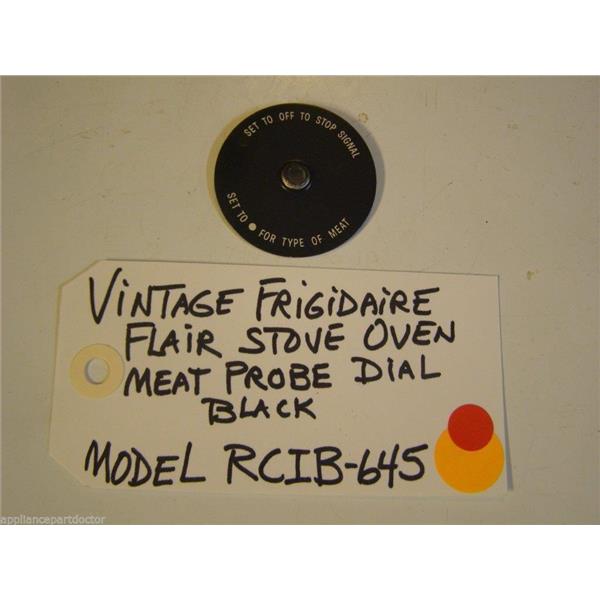 SET TO OFF TO STOP SIGNAL
SET TO ● FOR TYPE OF MEAT
VINTAGE FRIGIDAIRE
FLAIR STOVE OVEN
MEAT PROBE DIAL
BLACK
MODEL RCIB-645
appliancepartdoctor